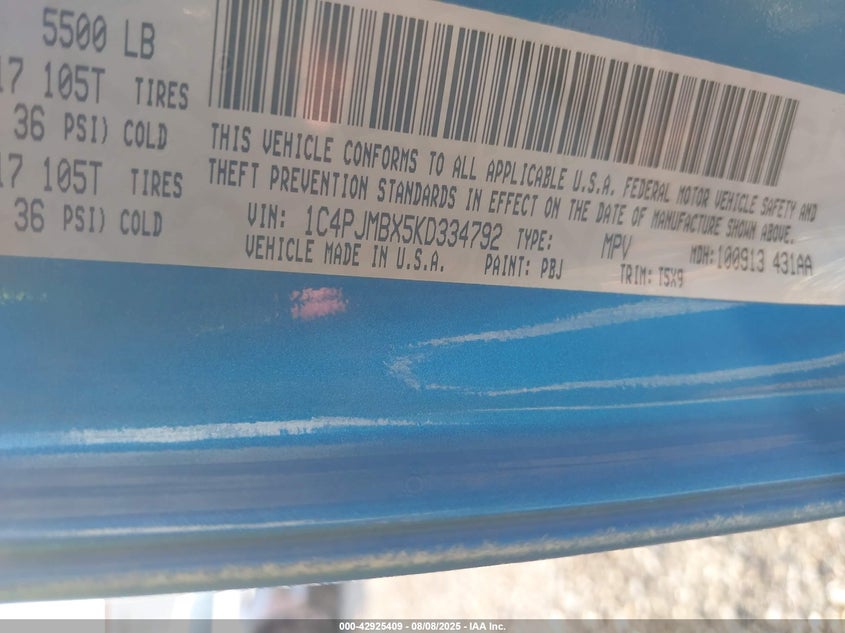 5500 LB
17 105T TIRES
36 PSI) COLD
17 105T TIRES
36 PSI) COLD
THIS VEHICLE CONFORMS TO ALL APPLICABLE U.S.A. FEDERAL MOTOR VEHICLE SAFETY AND
THEFT PREVENTION STANDARDS IN EFFECT ON THE DATE OF MANUFACTURE SHOWN ABOVE.
VIN: 1C4PJMBX5KD334792 TYPE: MPV MDH:100913 431AA
VEHICLE MADE IN U.S.A. PAINT: PBJ TRIM: T5X9
000-42925409 - 08/08/2025 - IAA Inc.